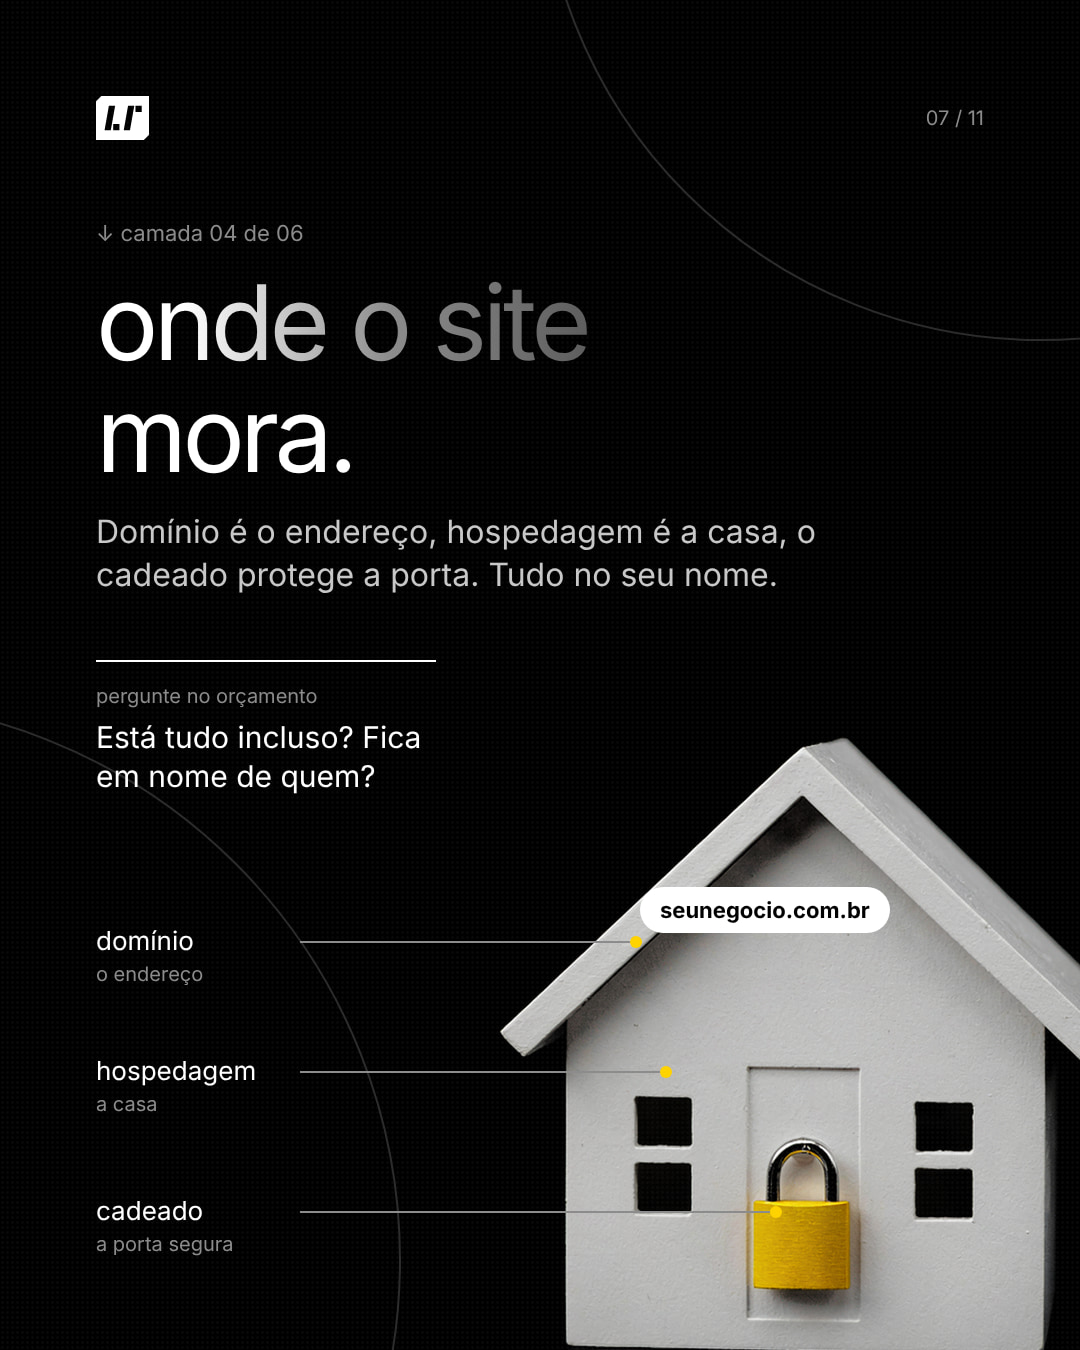 07 / 11
↓ camada 04 de 06
onde o site
mora.
Domínio é o endereço, hospedagem é a casa, o
cadeado protege a porta. Tudo no seu nome.
pergunte no orçamento
Está tudo incluso? Fica
em nome de quem?
seunegocio.com.br
domínio
o endereço
hospedagem
a casa
cadeado
a porta segura